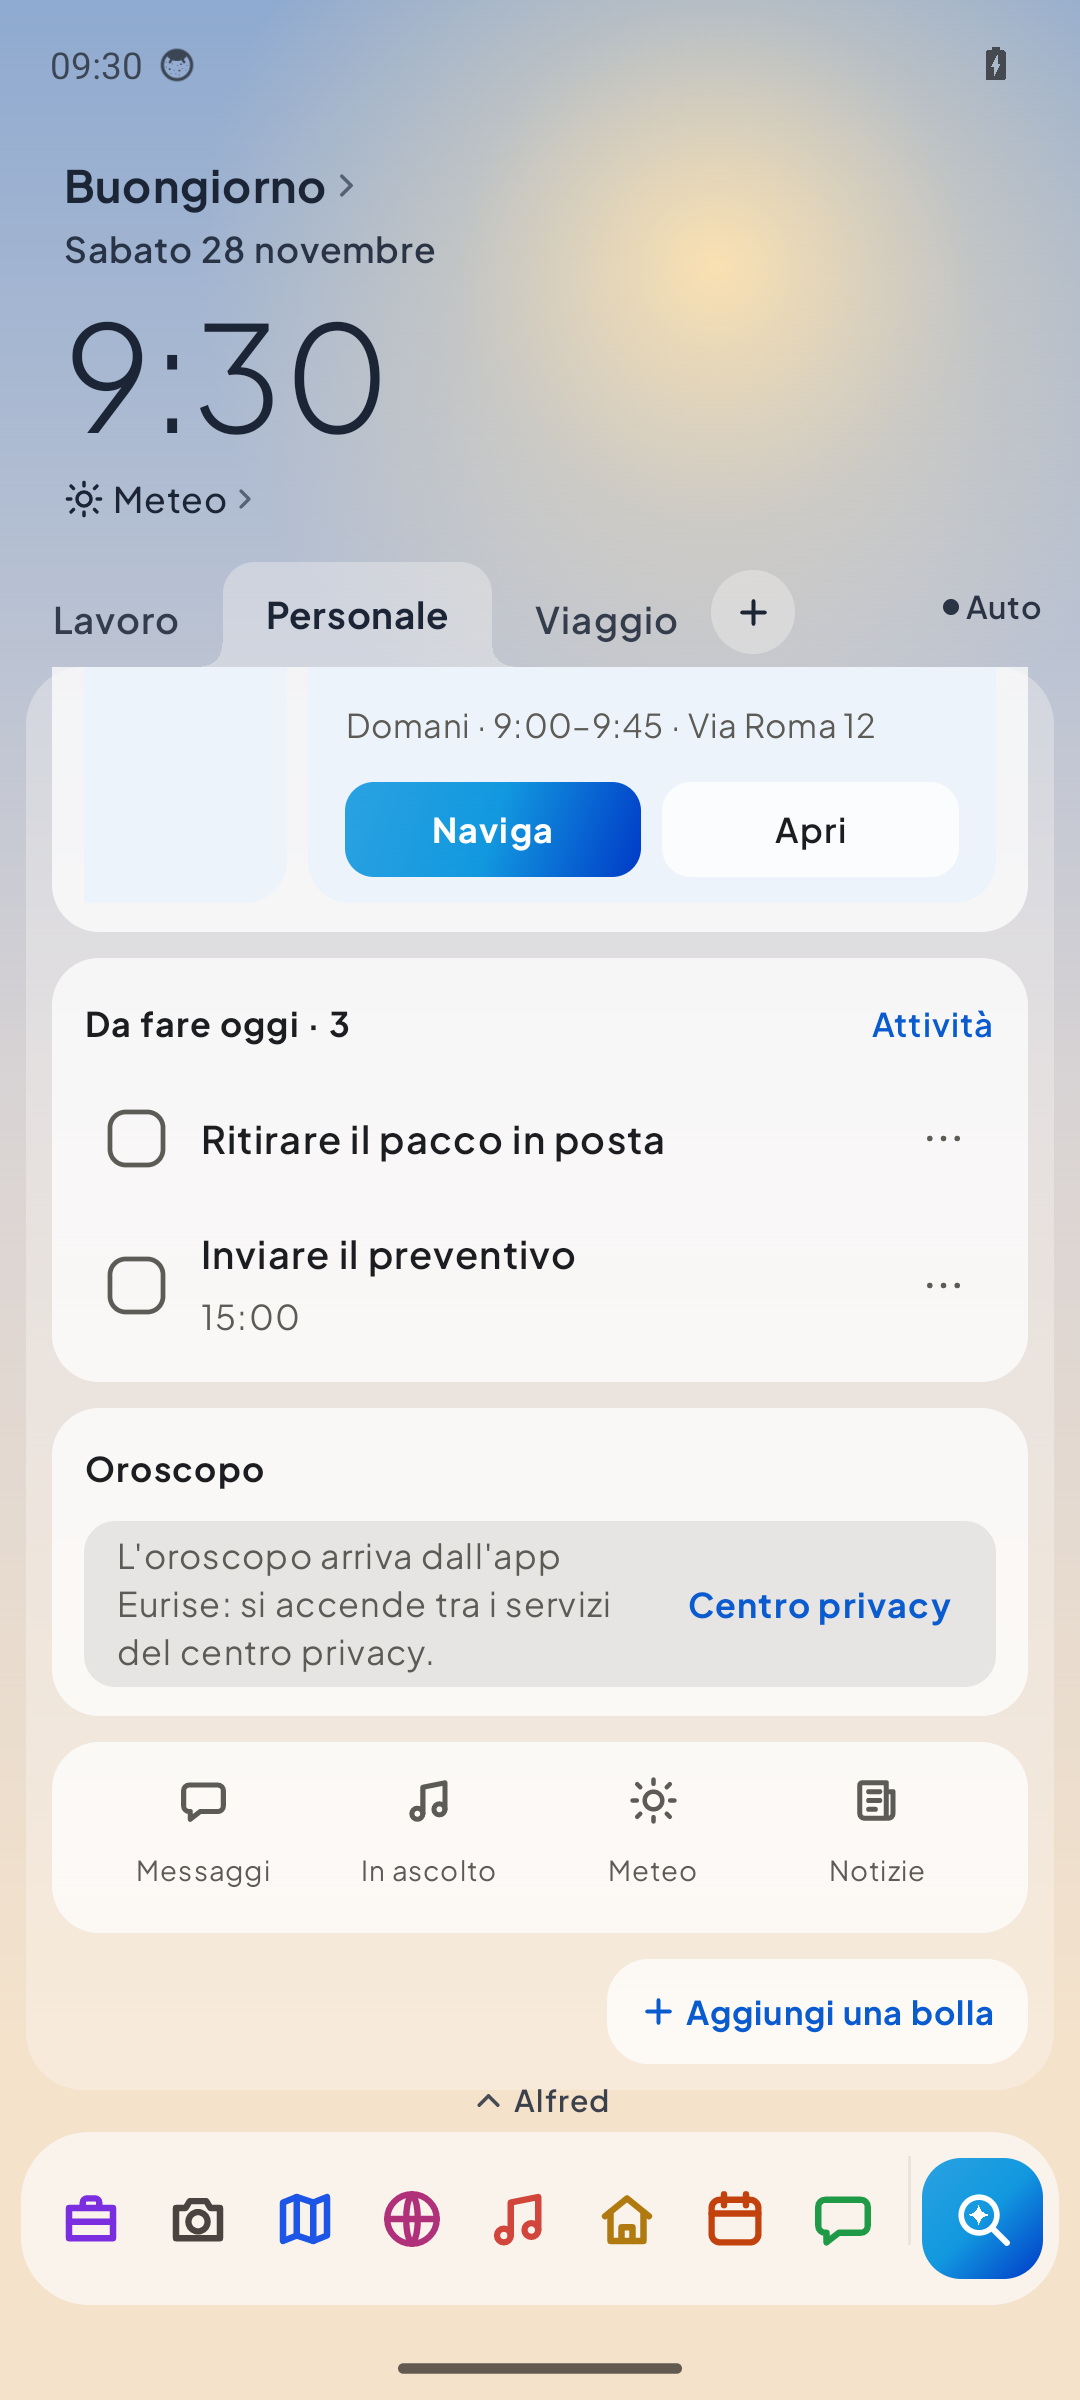 09:30
Buongiorno
Sabato 28 novembre
9:30
Meteo
Lavoro
Personale
Viaggio
Auto
Domani · 9:00–9:45 · Via Roma 12
Naviga
Apri
Da fare oggi · 3
Attività
Ritirare il pacco in posta
Inviare il preventivo
15:00
Oroscopo
L'oroscopo arriva dall'app
Eurise: si accende tra i servizi
del centro privacy.
Centro privacy
Messaggi
In ascolto
Meteo
Notizie
+ Aggiungi una bolla
Alfred